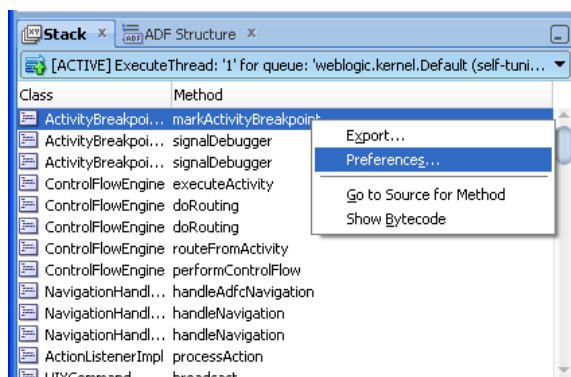 Stack x ADF Structure x
[ACTIVE] ExecuteThread: '1' for queue: 'weblogic.kernel.Default (self-tuni...
Class Method
ActivityBreakpoi... markActivityBreakpoint
ActivityBreakpoi... signalDebugger
ActivityBreakpoi... signalDebugger
ControlFlowEngine executeActivity
ControlFlowEngine doRouting
ControlFlowEngine doRouting
ControlFlowEngine routeFromActivity
ControlFlowEngine performControlFlow
NavigationHandl... handleAdfcNavigation
NavigationHandl... handleNavigation
NavigationHandl... handleNavigation
ActionListenerImpl processAction
Export...
Preferences...
Go to Source for Method
Show Bytecode